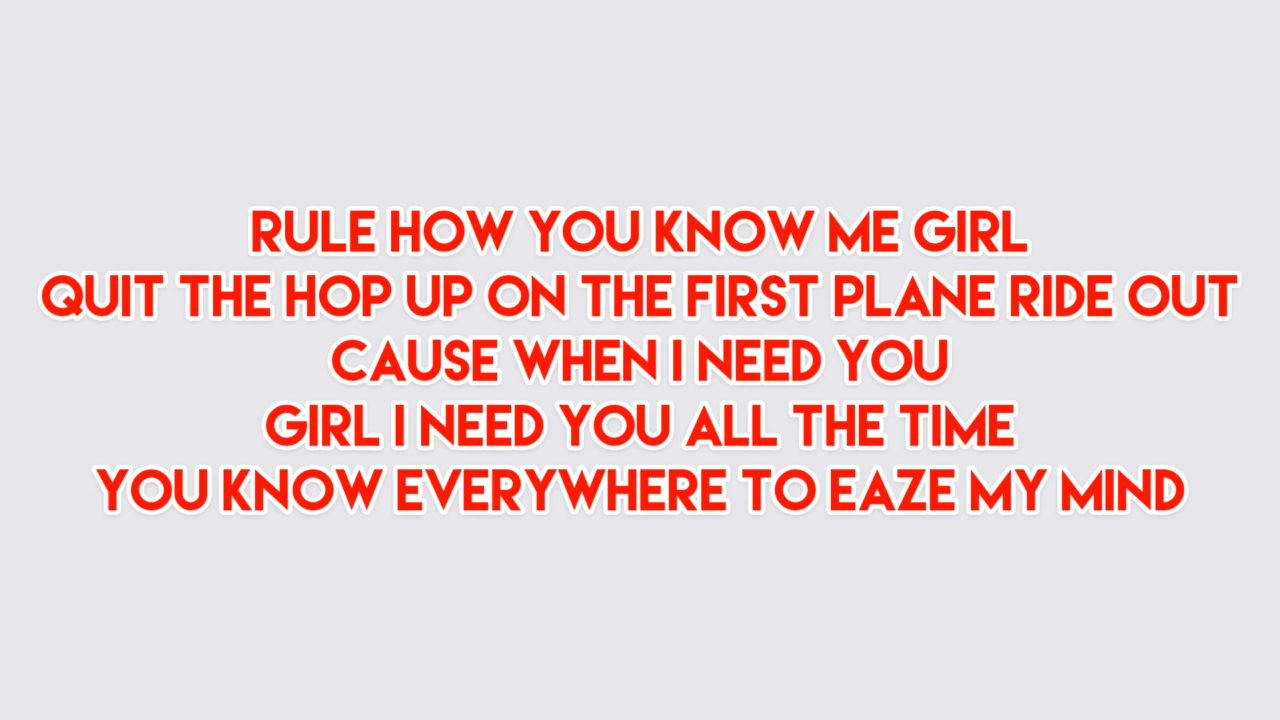 RULE HOW YOU KNOW ME GIRL
QUIT THE HOP UP ON THE FIRST PLANE RIDE OUT
CAUSE WHEN I NEED YOU
GIRL I NEED YOU ALL THE TIME
YOU KNOW EVERYWHERE TO EAZE MY MIND